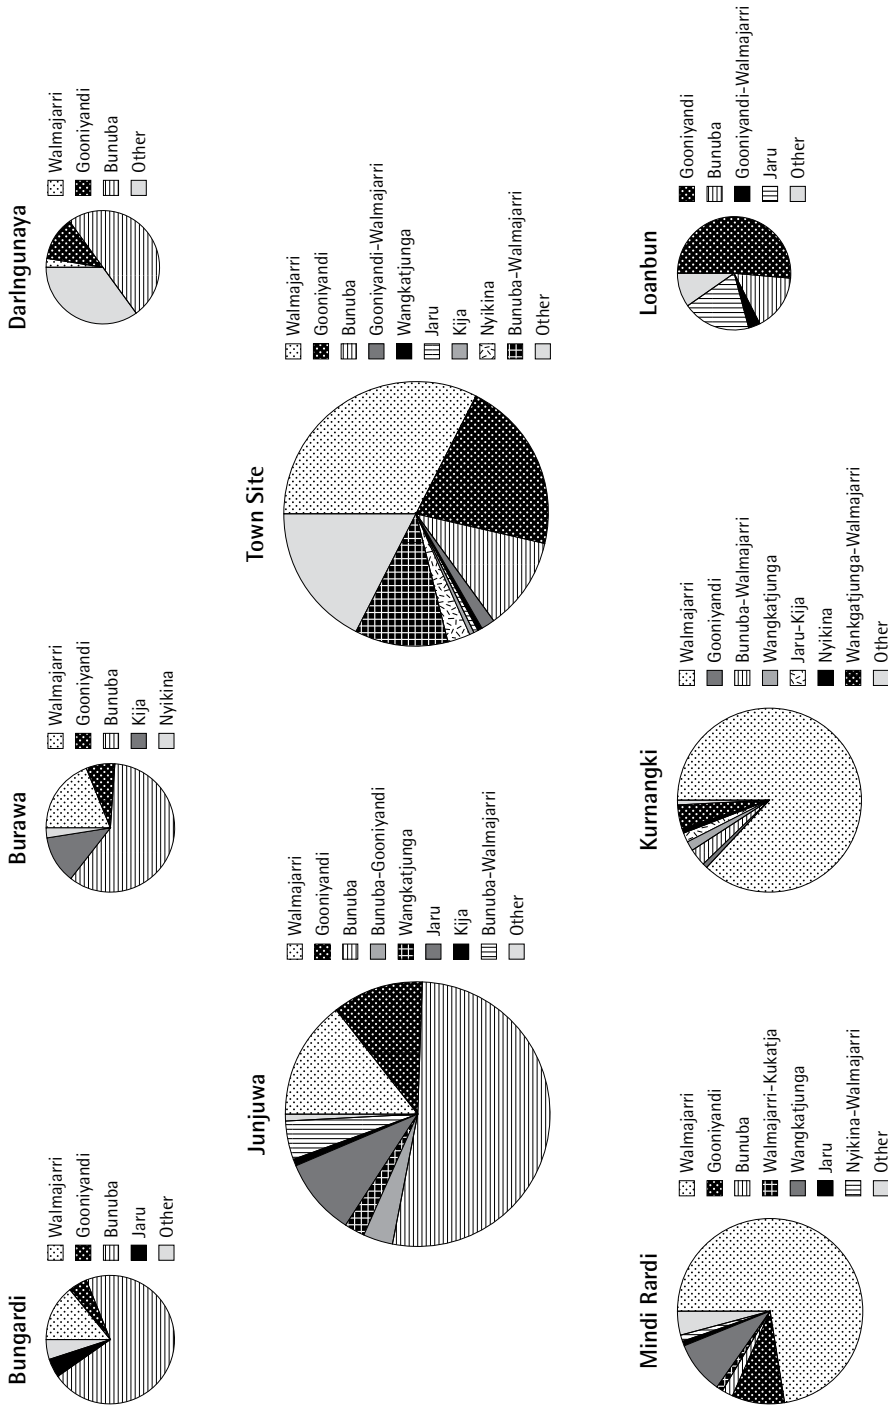 Bungardi
Walmajarri
Gooniyandi
Bunuba
Jaru
Other
Burawa
Walmajarri
Gooniyandi
Bunuba
Kija
Nyikina
Darlngunaya
Walmajarri
Gooniyandi
Bunuba
Other
Junjuwa
Walmajarri
Gooniyandi
Bunuba
Bunuba-Gooniyandi
Wangkatjunga
Jaru
Kija
Bunuba-Walmajarri
Other
Town Site
Walmajarri
Gooniyandi
Bunuba
Gooniyandi-Walmajarri
Wangkatjunga
Jaru
Kija
Nyikina
Bunuba-Walmajarri
Other
Mindi Rardi
Walmajarri
Gooniyandi
Bunuba
Walmajarri-Kukatja
Wangkatjunga
Jaru
Nyikina-Walmajarri
Other
Kurnangki
Walmajarri
Gooniyandi
Bunuba-Walmajarri
Wangkatjunga
Jaru-Kija
Nyikina
Wankgatjunga-Walmajarri
Other
Loanbun
Gooniyandi
Bunuba
Gooniyandi-Walmajarri
Jaru
Other